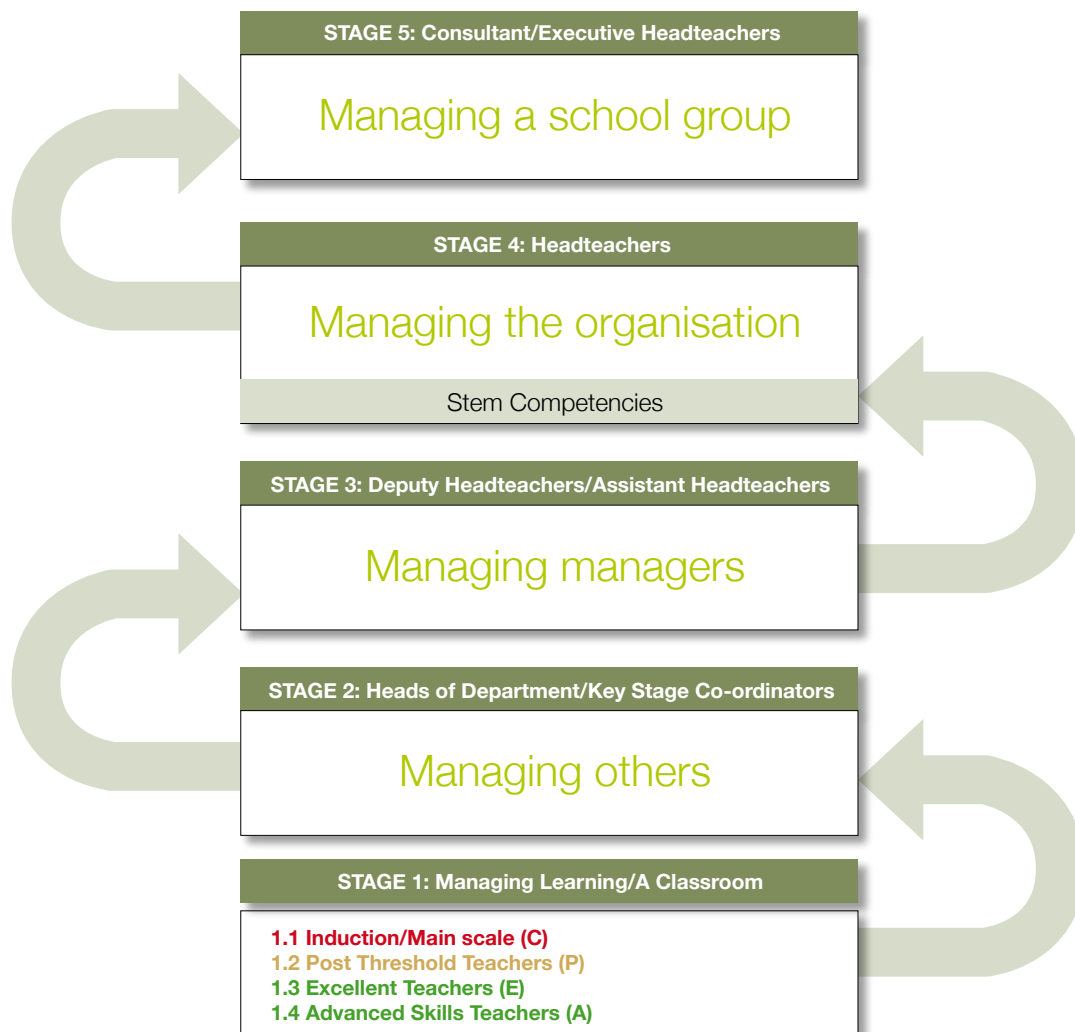 STAGE 5: Consultant/Executive Headteachers
Managing a school group
STAGE 4: Headteachers
Managing the organisation
Stem Competencies
STAGE 3: Deputy Headteachers/Assistant Headteachers
Managing managers
STAGE 2: Heads of Department/Key Stage Co-ordinators
Managing others
STAGE 1: Managing Learning/A Classroom
1.1 Induction/Main scale (C)
1.2 Post Threshold Teachers (P)
1.3 Excellent Teachers (E)
1.4 Advanced Skills Teachers (A)